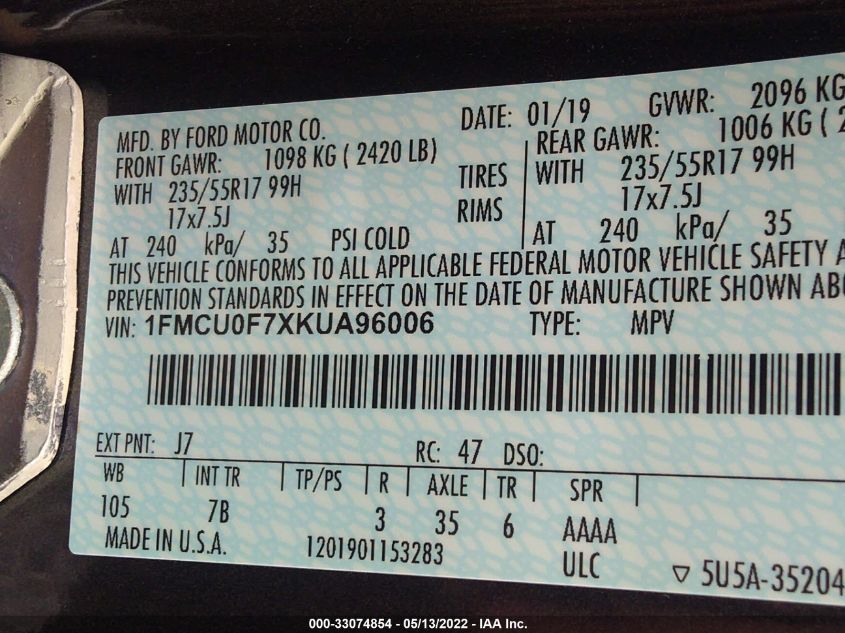 MFD. BY FORD MOTOR CO. DATE: 01/19 GVWR: 2096 KG
FRONT GAWR: 1098 KG ( 2420 LB) REAR GAWR: 1006 KG ( 2
WITH 235/55R17 99H TIRES WITH 235/55R17 99H
17x7.5J RIMS 17x7.5J
AT 240 kPa/ 35 PSI COLD AT 240 kPa/ 35
THIS VEHICLE CONFORMS TO ALL APPLICABLE FEDERAL MOTOR VEHICLE SAFETY A
PREVENTION STANDARDS IN EFFECT ON THE DATE OF MANUFACTURE SHOWN ABO
VIN: 1FMCU0F7XKUA96006 TYPE: MPV
EXT PNT: J7 RC: 47 DSO:
WB INT TR TP/PS R AXLE TR SPR
105 7B 3 35 6 AAAA
MADE IN U.S.A. 1201901153283 ULC ▽ 5U5A-35204
000-33074854 - 05/13/2022 - IAA Inc.